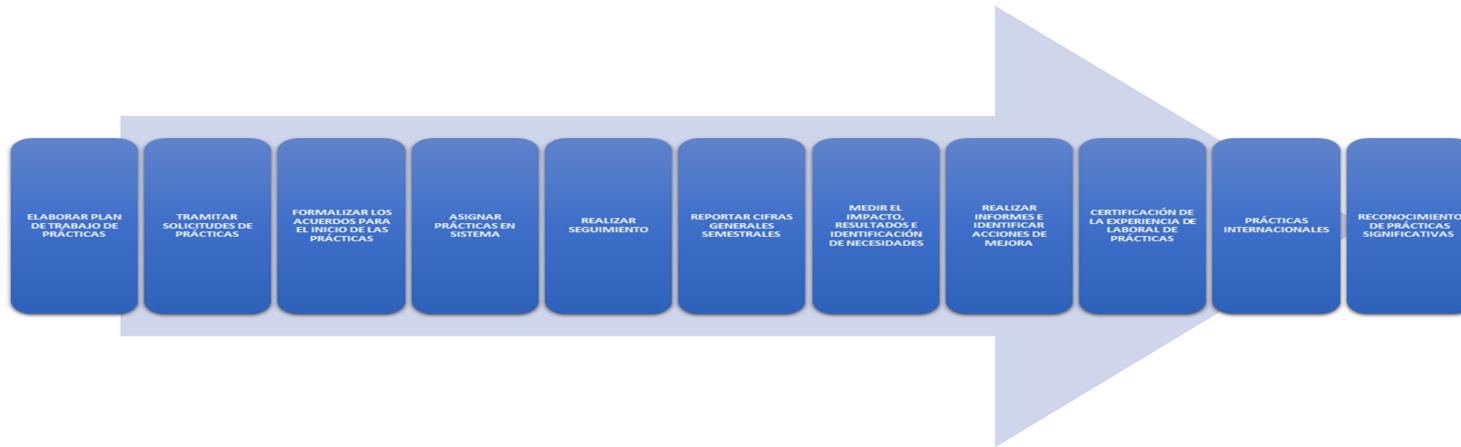 ELABORAR PLAN
DE TRABAJO DE
PRÁCTICAS
TRAMITAR
SOLICITUDES DE
PRÁCTICAS
FORMALIZAR LOS
ACUERDOS PARA
EL INICIO DE LAS
PRÁCTICAS
ASIGNAR
PRÁCTICAS EN
SISTEMA
REALIZAR
SEGUIMIENTO
REPORTAR CIFRAS
GENERALES
SEMESTRALES
MEDIR EL
IMPACTO,
RESULTADOS E
IDENTIFICACIÓN
DE NECESIDADES
REALIZAR
INFORMES E
IDENTIFICAR
ACCIONES DE
MEJORA
CERTIFICACIÓN DE
LA EXPERIENCIA DE
LABORAL DE
PRÁCTICAS
PRÁCTICAS
INTERNACIONALES
RECONOCIMIENTO
DE PRÁCTICAS
SIGNIFICATIVAS